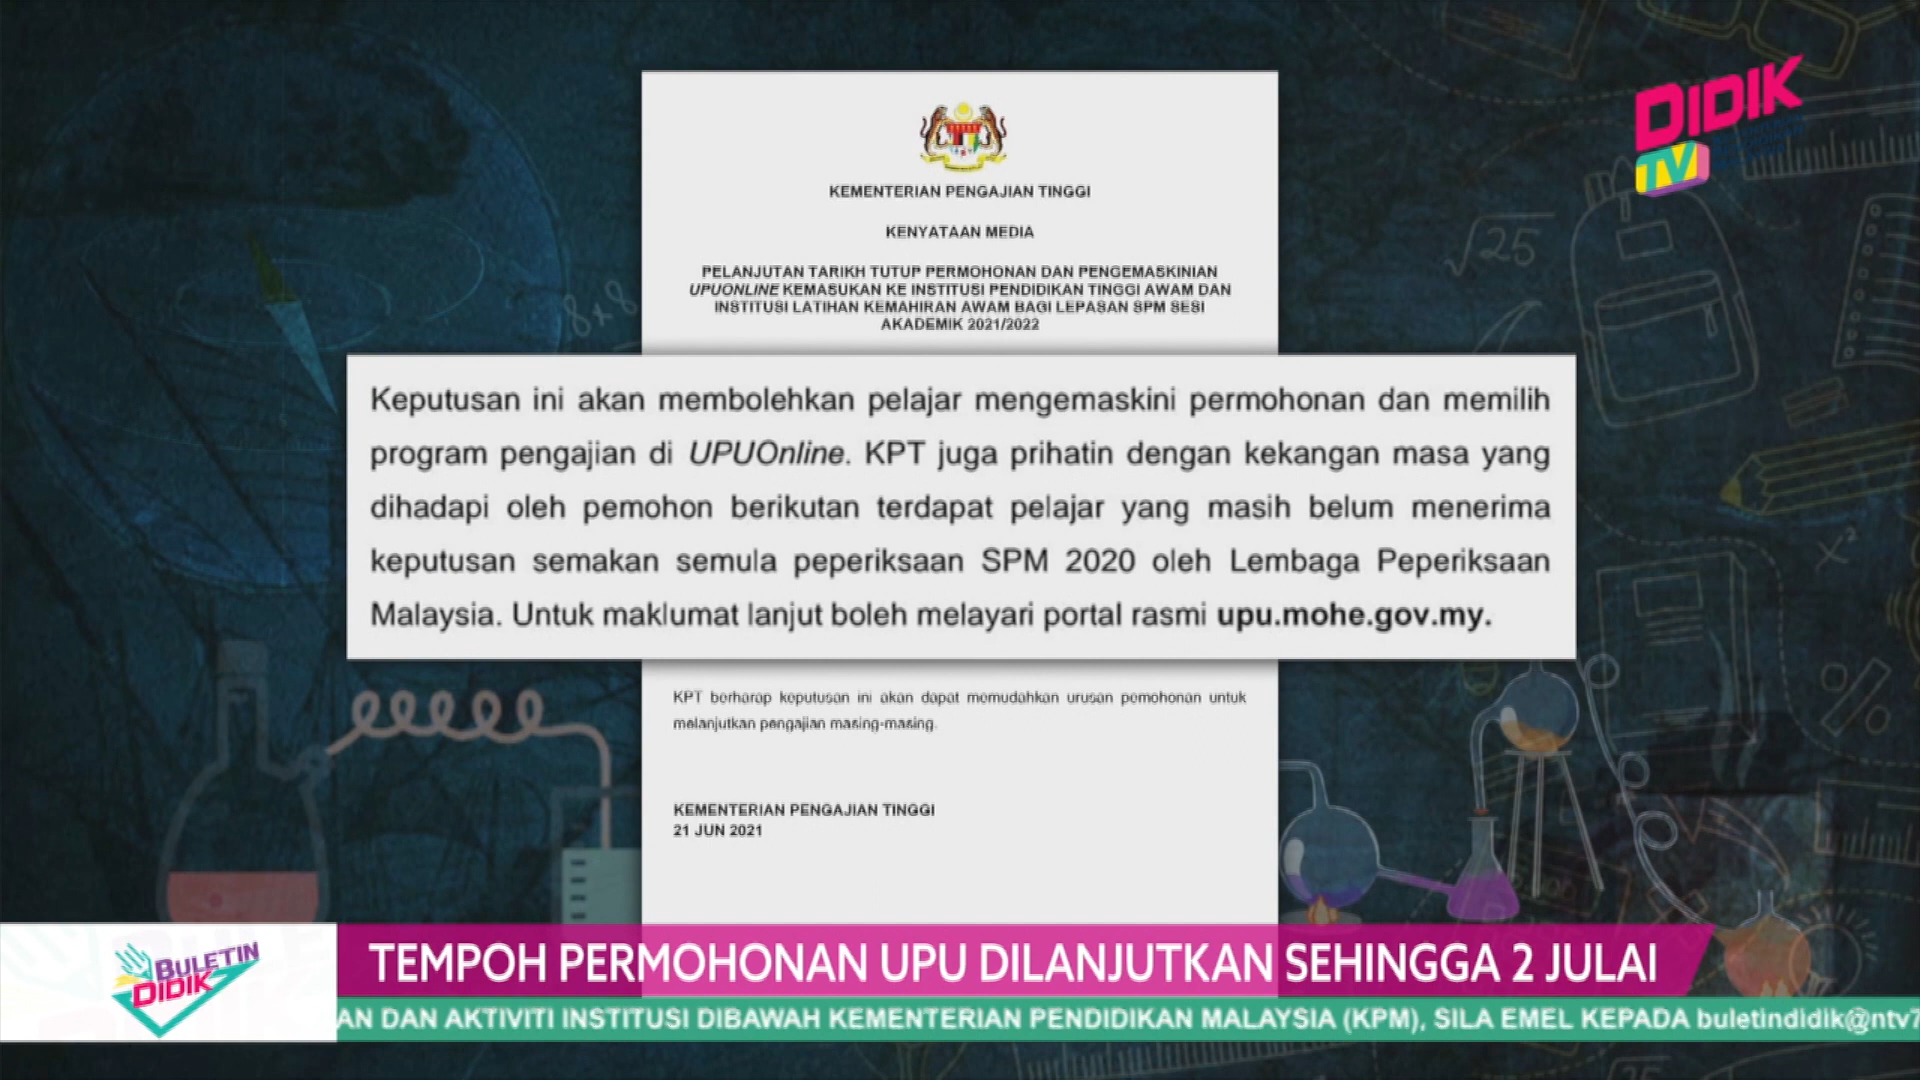 DIDIK
TV
KEMENTERIAN PENGAJIAN TINGGI
KENYATAAN MEDIA
PELANJUTAN TARIKH TUTUP PERMOHONAN DAN PENGEMASKINIAN
UPUONLINE KEMASUKAN KE INSTITUSI PENDIDIKAN TINGGI AWAM DAN
INSTITUSI LATIHAN KEMAHIRAN AWAM BAGI LEPASAN SPM SESI
AKADEMIK 2021/2022
Keputusan ini akan membolehkan pelajar mengemaskini permohonan dan memilih
program pengajian di UPUOnline. KPT juga prihatin dengan kekangan masa yang
dihadapi oleh pemohon berikutan terdapat pelajar yang masih belum menerima
keputusan semakan semula peperiksaan SPM 2020 oleh Lembaga Peperiksaan
Malaysia. Untuk maklumat lanjut boleh melayari portal rasmi upu.mohe.gov.my.
KPT berharap keputusan ini akan dapat memudahkan urusan pemohonan untuk
melanjutkan pengajian masing-masing.
KEMENTERIAN PENGAJIAN TINGGI
21 JUN 2021
√25
8x8
x²
BULETIN
DIDIK
TEMPOH PERMOHONAN UPU DILANJUTKAN SEHINGGA 2 JULAI
AN DAN AKTIVITI INSTITUSI DIBAWAH KEMENTERIAN PENDIDIKAN MALAYSIA (KPM), SILA EMEL KEPADA buletindidik@ntv7